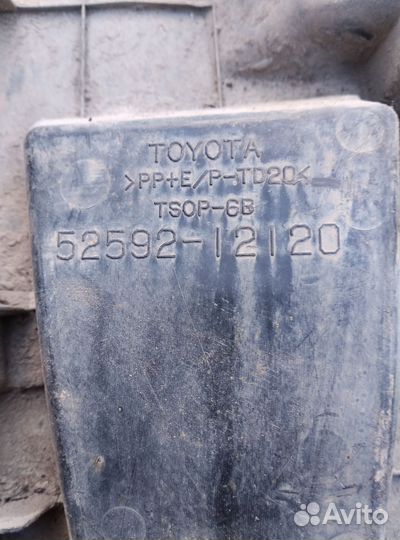 TOYOTA
>PP+E/P-TD20<
TSOP-6B
52592-12120
Avito